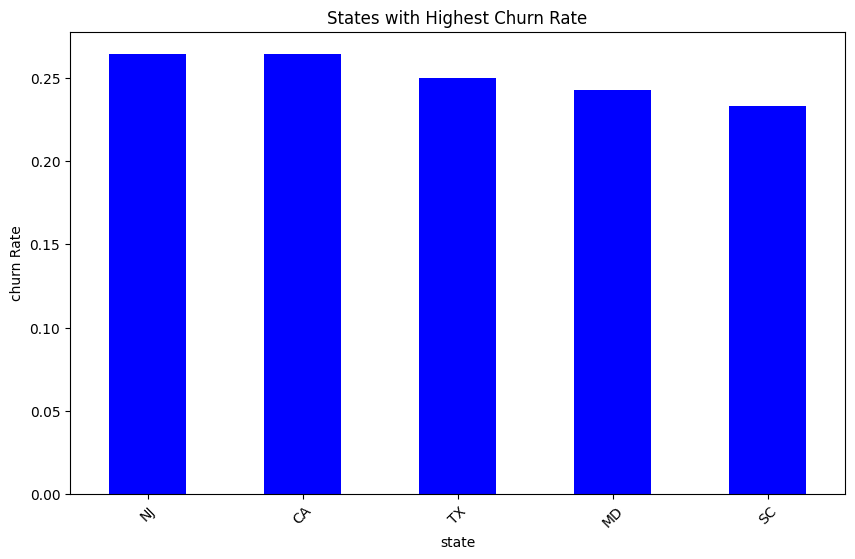 States with Highest Churn Rate
churn Rate
0.25
0.20
0.15
0.10
0.05
0.00
NJ
CA
TX
MD
SC
state